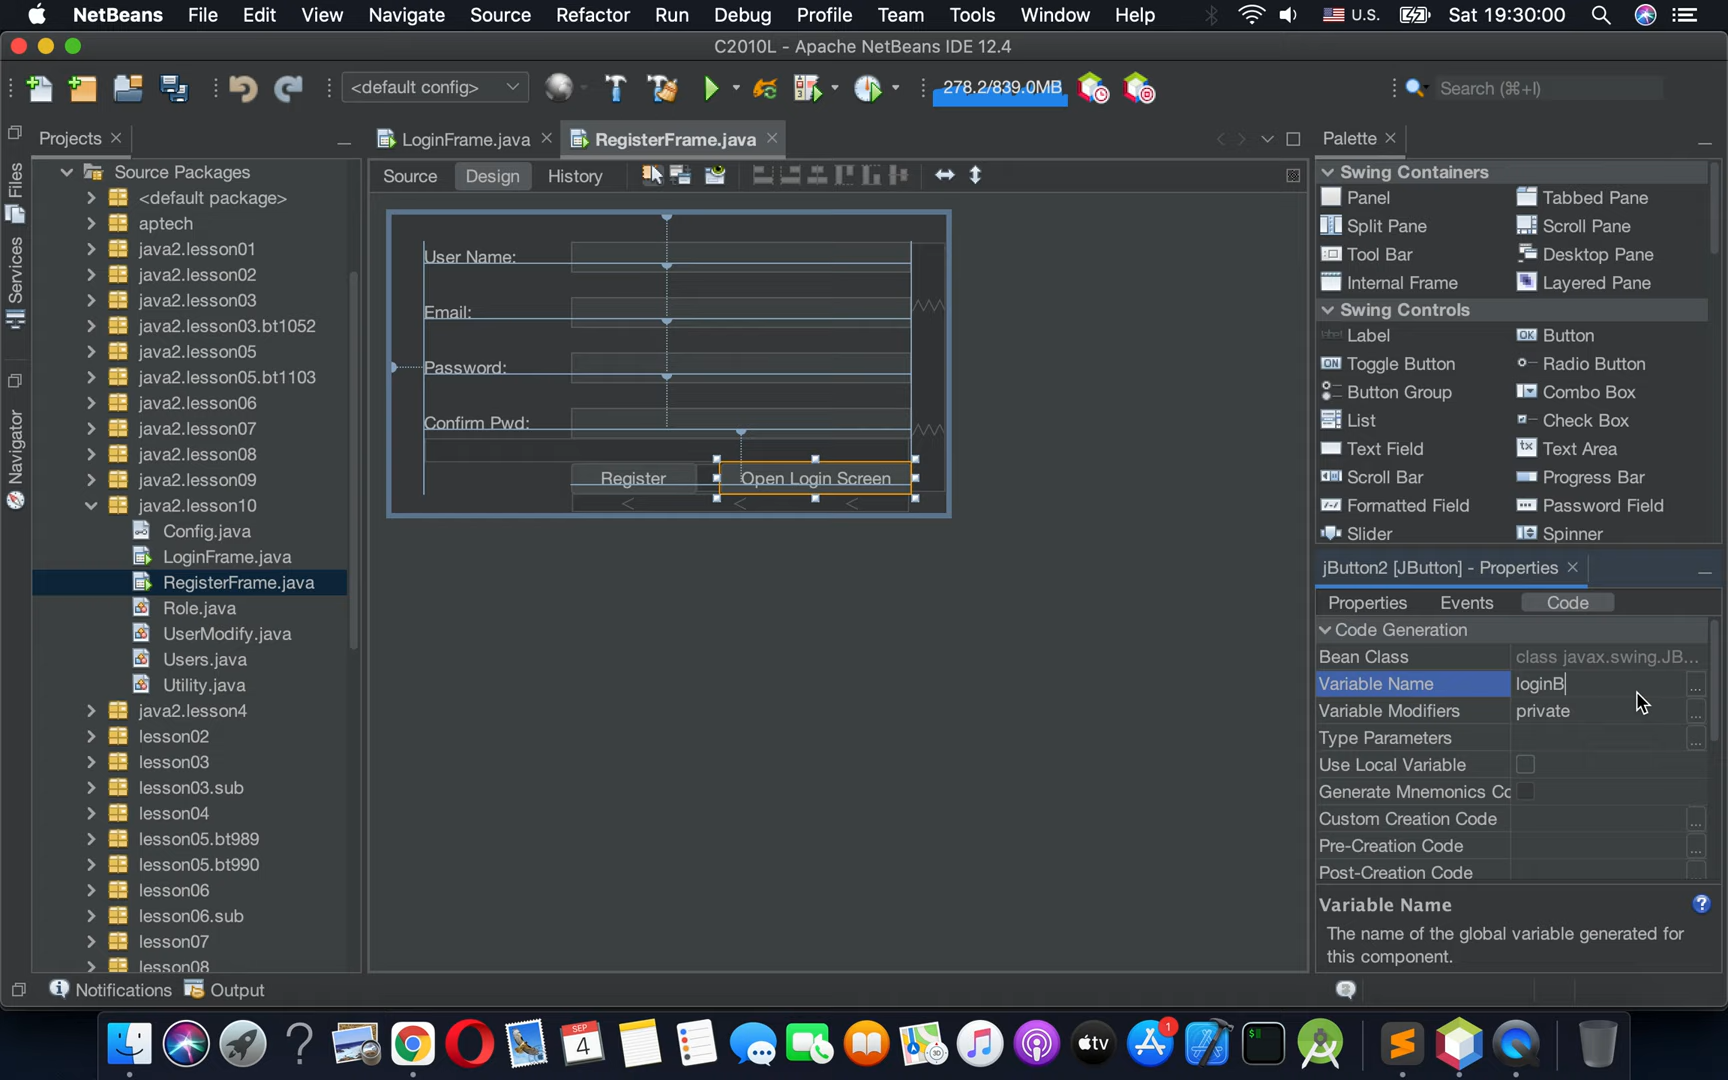 NetBeans File Edit View Navigate Source Refactor Run Debug Profile Team Tools Window Help U.S. Sat 19:30:00
C2010L - Apache NetBeans IDE 12.4
<default config> 278.2/839.0MB Search (⌘+I)
Projects LoginFrame.java RegisterFrame.java Palette
Source Design History
Files
Services
Navigator
Source Packages
<default package>
aptech
java2.lesson01
java2.lesson02
java2.lesson03
java2.lesson03.bt1052
java2.lesson05
java2.lesson05.bt1103
java2.lesson06
java2.lesson07
java2.lesson08
java2.lesson09
java2.lesson10
Config.java
LoginFrame.java
RegisterFrame.java
Role.java
UserModify.java
Users.java
Utility.java
java2.lesson4
lesson02
lesson03
lesson03.sub
lesson04
lesson05.bt989
lesson05.bt990
lesson06
lesson06.sub
lesson07
lesson08
User Name:
Email:
Password:
Confirm Pwd:
Register Open Login Screen
Swing Containers
Panel Tabbed Pane
Split Pane Scroll Pane
Tool Bar Desktop Pane
Internal Frame Layered Pane
Swing Controls
label Label OK Button
ON Toggle Button Radio Button
Button Group Combo Box
List Check Box
Text Field tx Text Area
Scroll Bar Progress Bar
Formatted Field Password Field
Slider Spinner
jButton2 [JButton] - Properties
Properties Events Code
Code Generation
Bean Class class javax.swing.JB...
Variable Name loginB ...
Variable Modifiers private ...
Type Parameters ...
Use Local Variable
Generate Mnemonics Co
Custom Creation Code ...
Pre-Creation Code ...
Post-Creation Code
Variable Name
The name of the global variable generated for
this component.
Notifications Output
SEP
4
tv
1